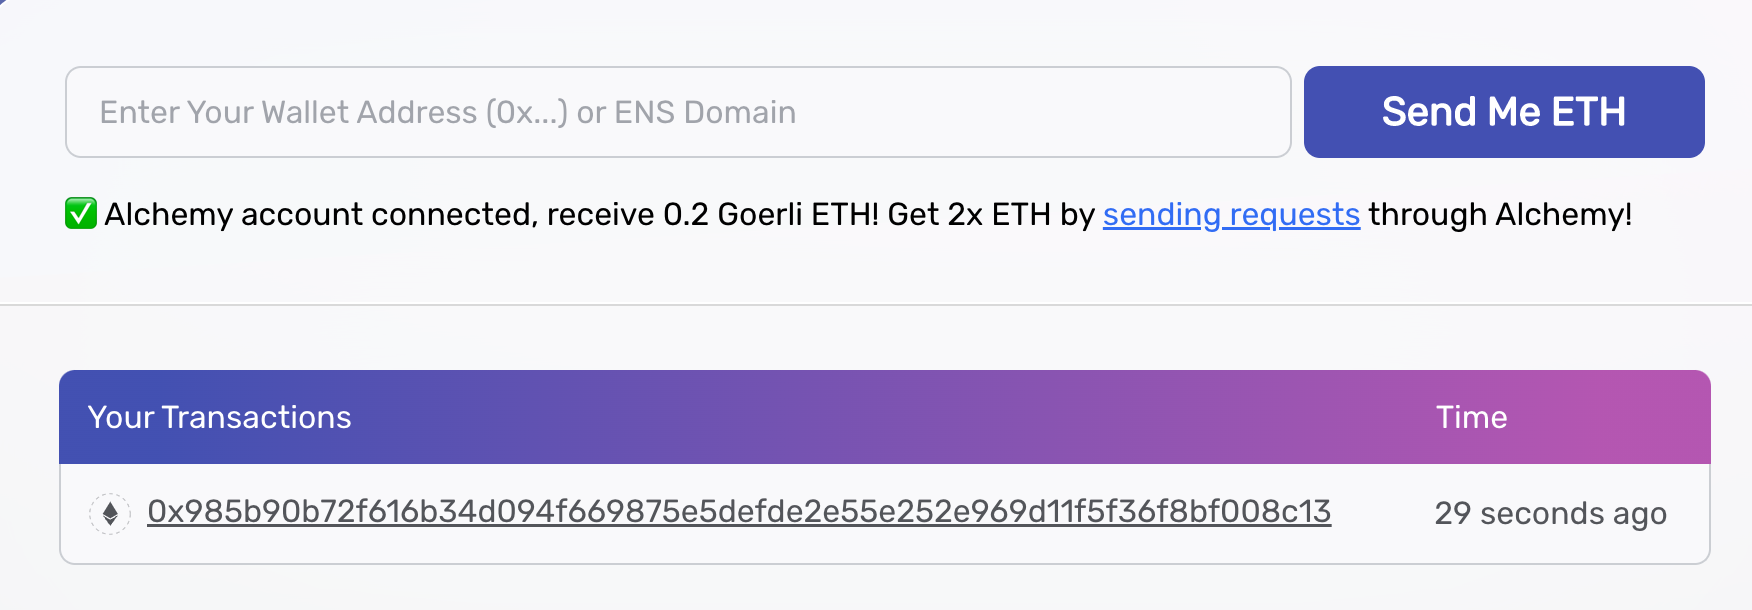 Enter Your Wallet Address (0x...) or ENS Domain
Send Me ETH
✅ Alchemy account connected, receive 0.2 Goerli ETH! Get 2x ETH by sending requests through Alchemy!
Your Transactions
Time
0x985b90b72f616b34d094f669875e5defde2e55e252e969d11f5f36f8bf008c13
29 seconds ago